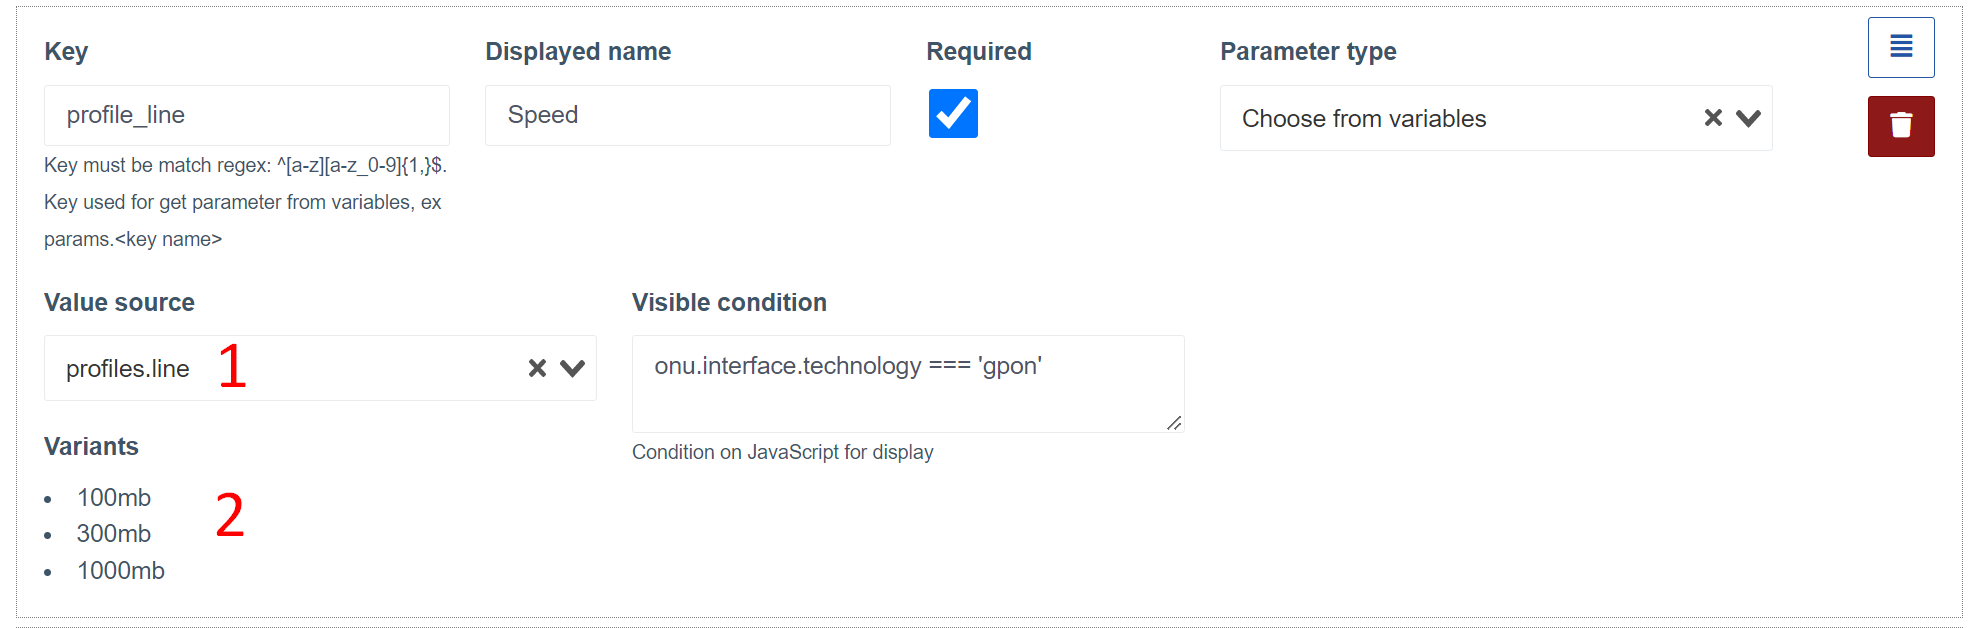 Key
Displayed name
Required
Parameter type
profile_line
Speed
Choose from variables
Key must be match regex: ^[a-z][a-z_0-9]{1,}$.
Key used for get parameter from variables, ex
params.<key name>
Value source
Visible condition
profiles.line
1
onu.interface.technology === 'gpon'
Condition on JavaScript for display
Variants
100mb
2
300mb
1000mb